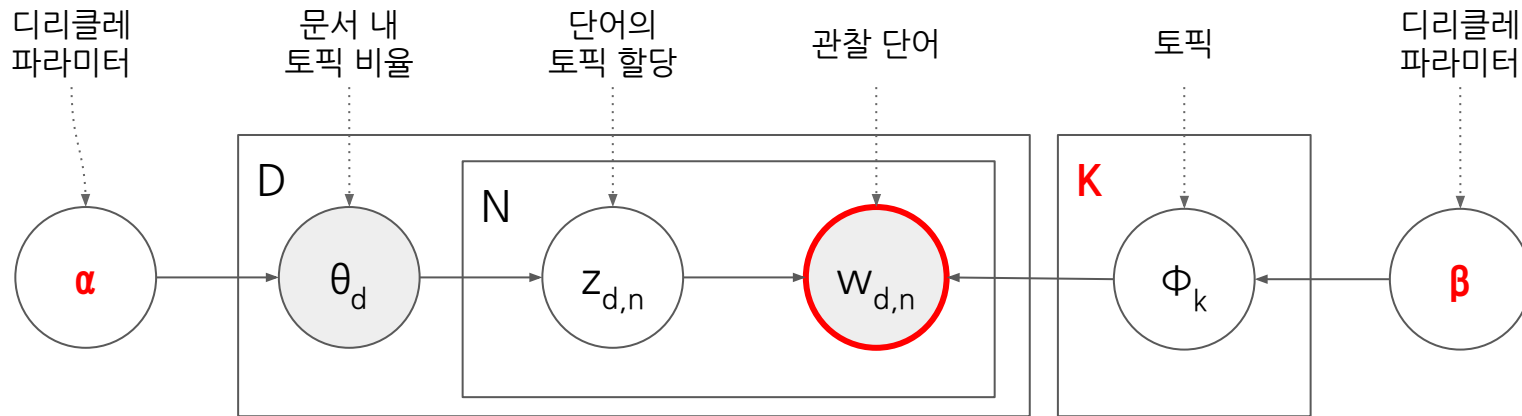 디리클레
파라미터
문서 내
토픽 비율
단어의
토픽 할당
관찰 단어
토픽
디리클레
파라미터
D
N
K
α
θd
zd,n
wd,n
Φk
β